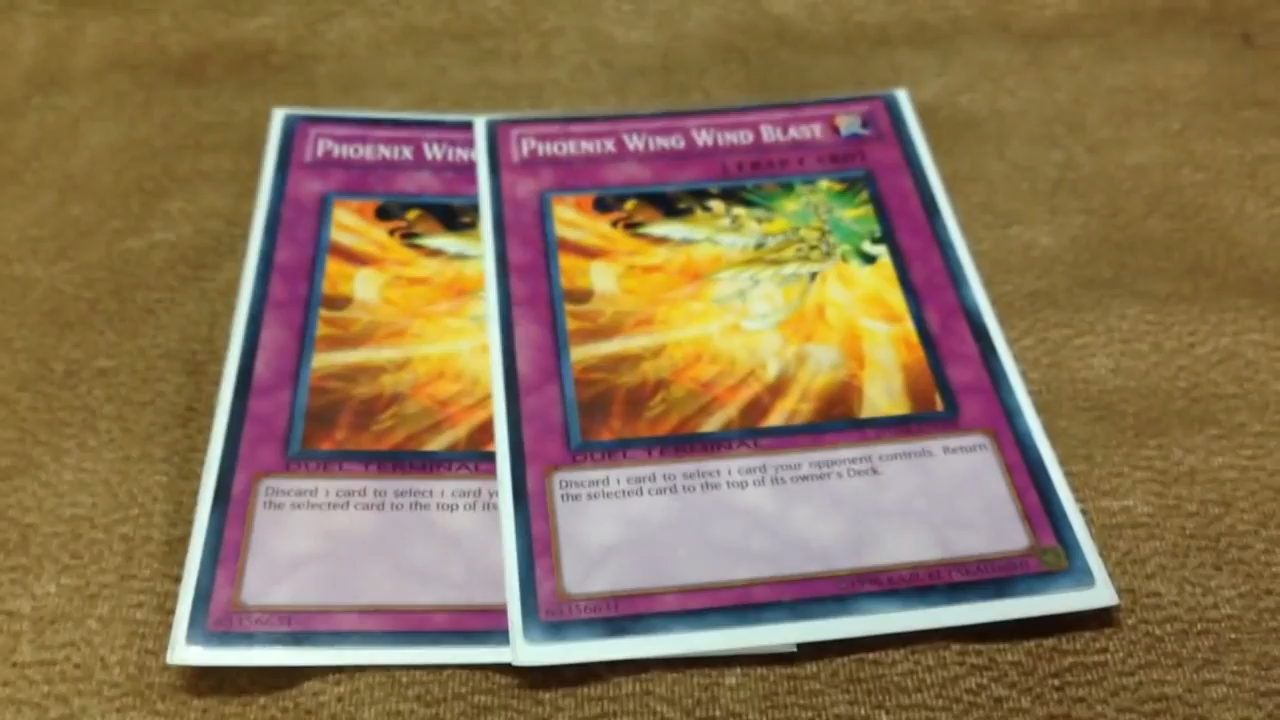 PHOENIX WING
PHOENIX WING WIND BLAST
[TRAP CARD]
DUEL TERMINAL
Discard 1 card to select 1 card
the selected card to the top of its
DUEL TERMINAL
Discard 1 card to select 1 card your opponent controls. Return
the selected card to the top of its owner's Deck.